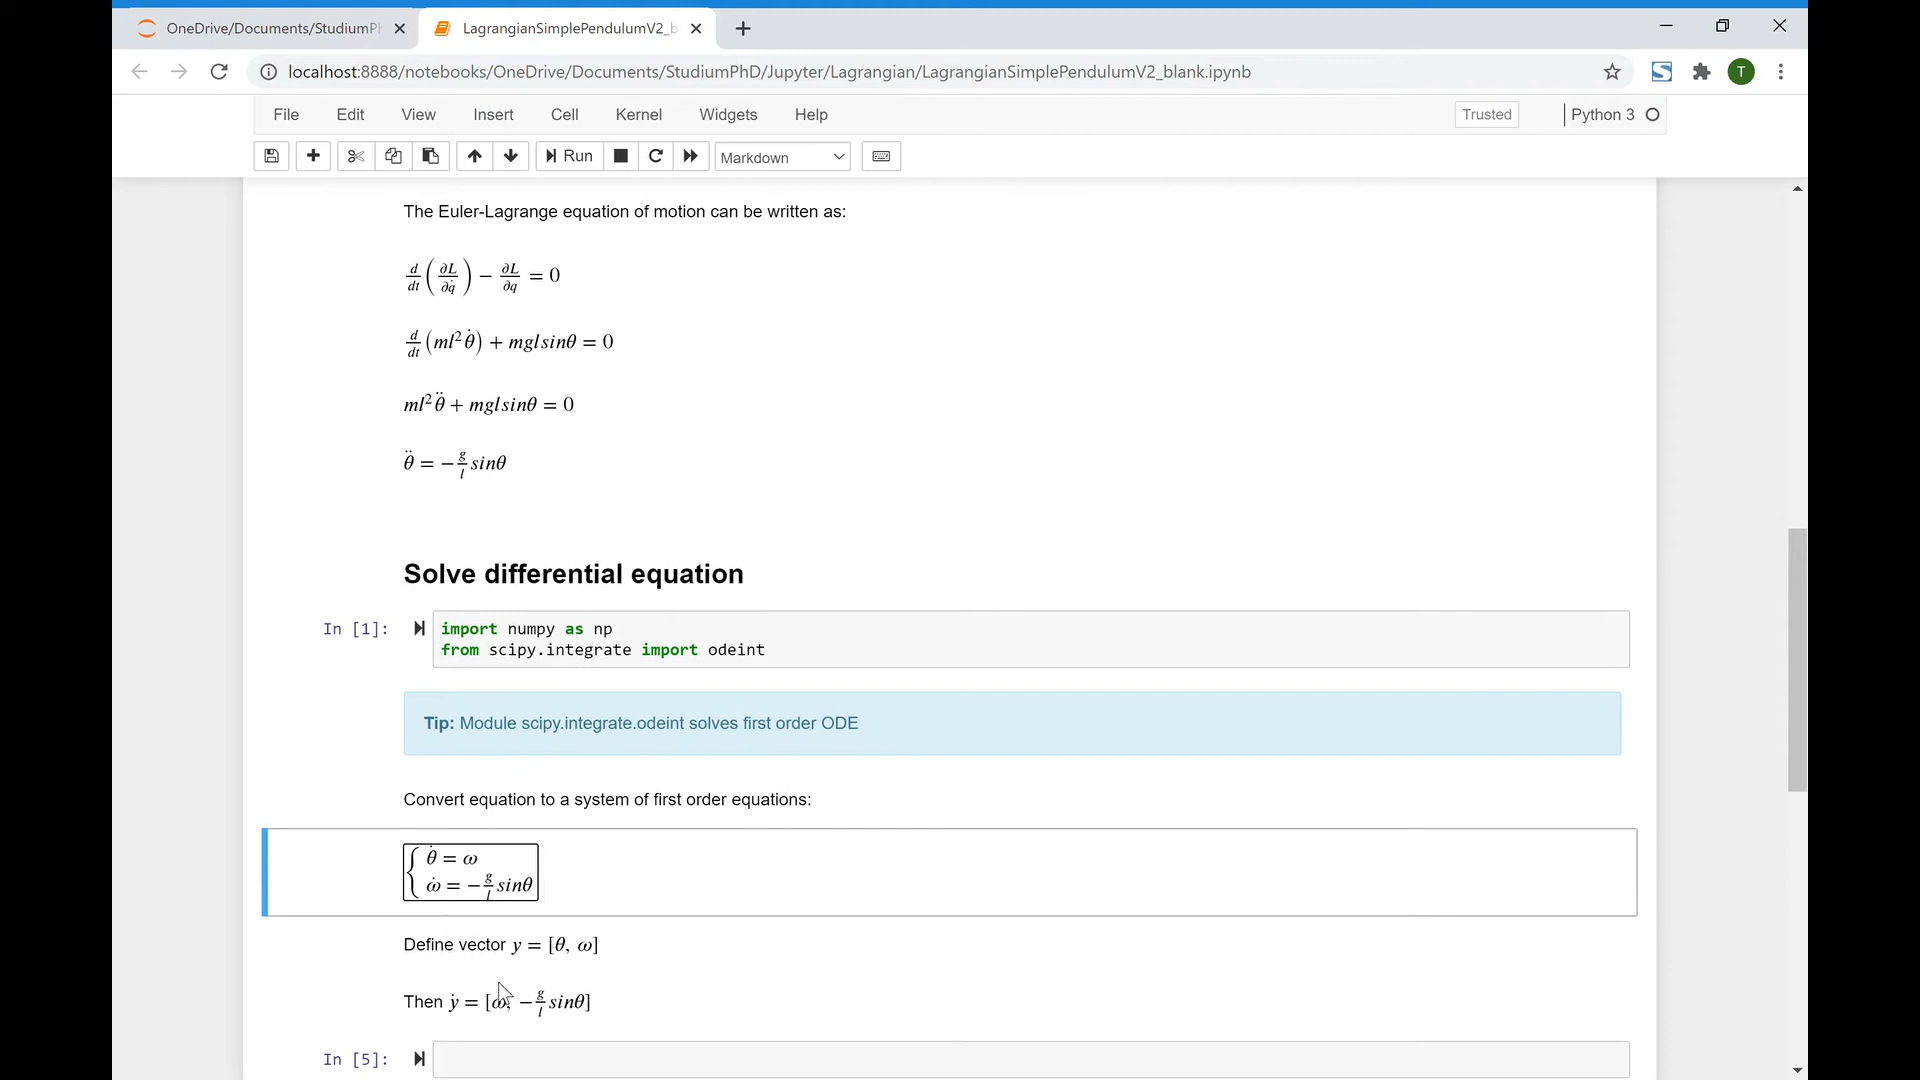 OneDrive/Documents/StudiumPh
LagrangianSimplePendulumV2_b
localhost:8888/notebooks/OneDrive/Documents/StudiumPhD/Jupyter/Lagrangian/LagrangianSimplePendulumV2_blank.ipynb
T
File Edit View Insert Cell Kernel Widgets Help Trusted Python 3
Run Markdown
The Euler-Lagrange equation of motion can be written as:
d/dt (∂L/∂q̇) − ∂L/∂q = 0
d/dt (ml²θ̇) + mglsinθ = 0
ml²θ̈ + mglsinθ = 0
θ̈ = −g/l sinθ
Solve differential equation
In [1]: import numpy as np
from scipy.integrate import odeint
Tip: Module scipy.integrate.odeint solves first order ODE
Convert equation to a system of first order equations:
{ θ̇ = ω
ω̇ = −g/l sinθ
Define vector y = [θ, ω]
Then ẏ = [ω, −g/l sinθ]
In [5]: